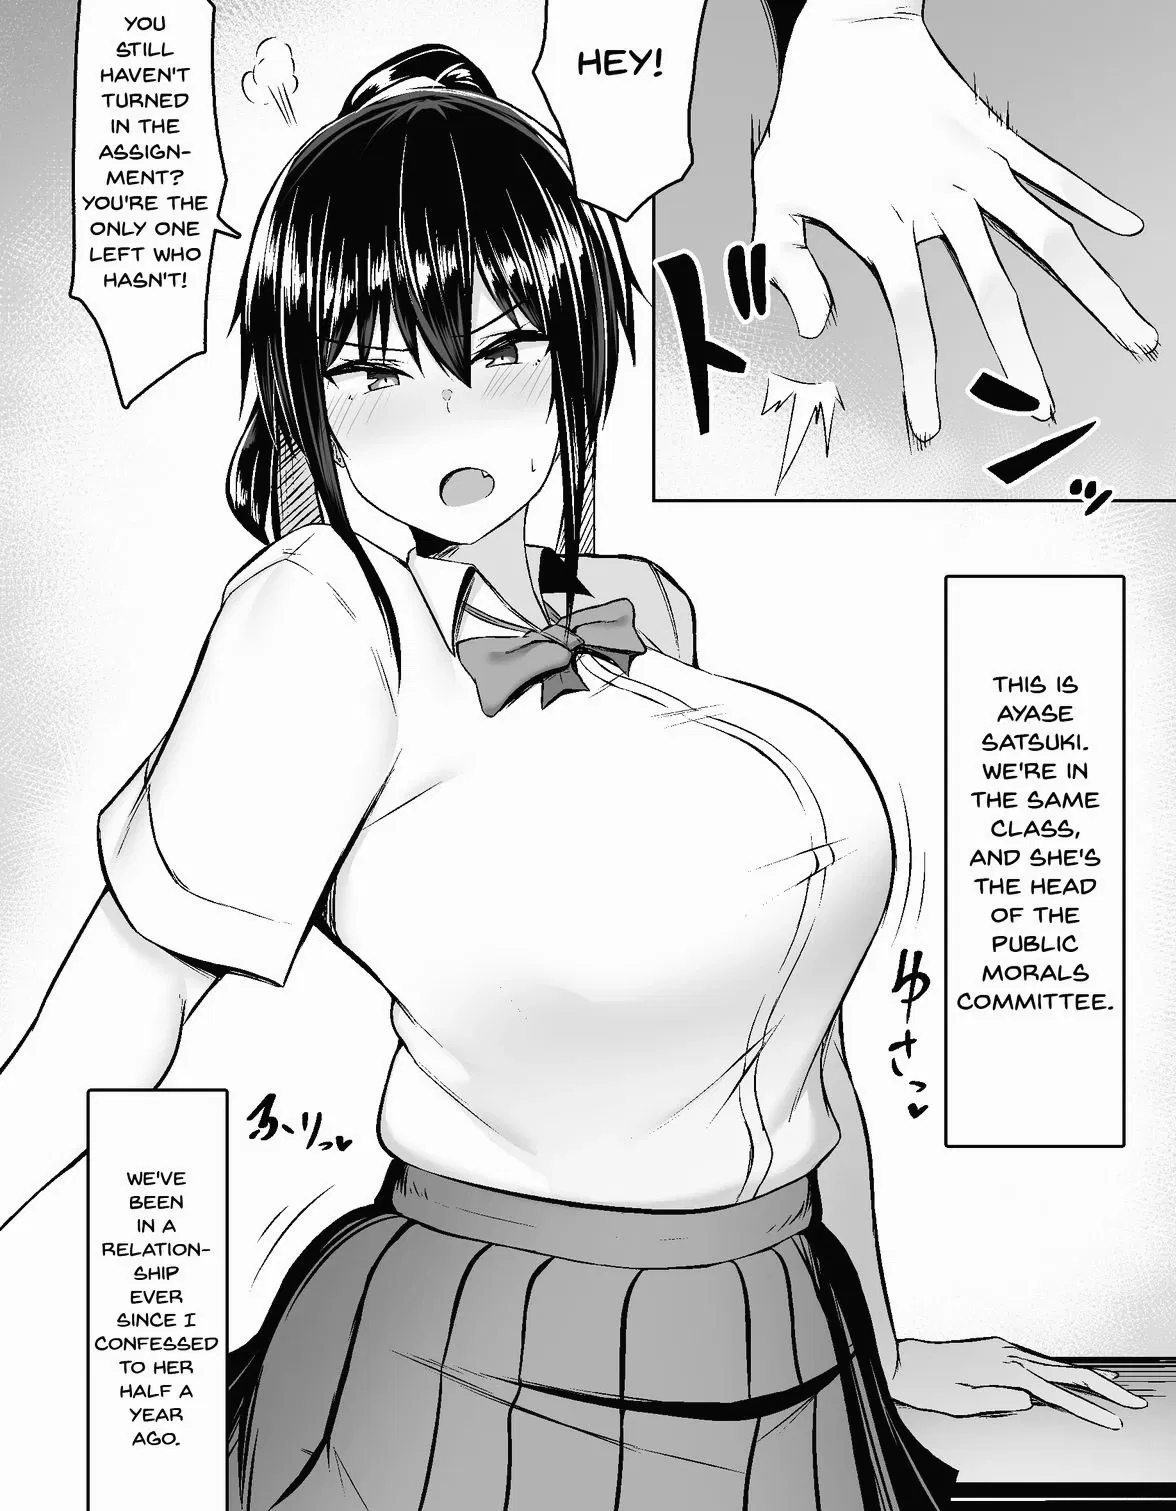 HEY!
YOU
STILL
HAVEN'T
TURNED
IN THE
ASSIGN-
MENT?
YOU'RE THE
ONLY ONE
LEFT WHO
HASN'T!
ドンッ
THIS IS
AYASE
SATSUKI.
WE'RE IN
THE SAME
CLASS,
AND SHE'S
THE HEAD
OF THE
PUBLIC
MORALS
COMMITTEE.
ゆさっ♥
ふりっ♥
WE'VE
BEEN
IN A
RELATION-
SHIP
EVER
SINCE I
CONFESSED
TO HER
HALF A
YEAR
AGO.